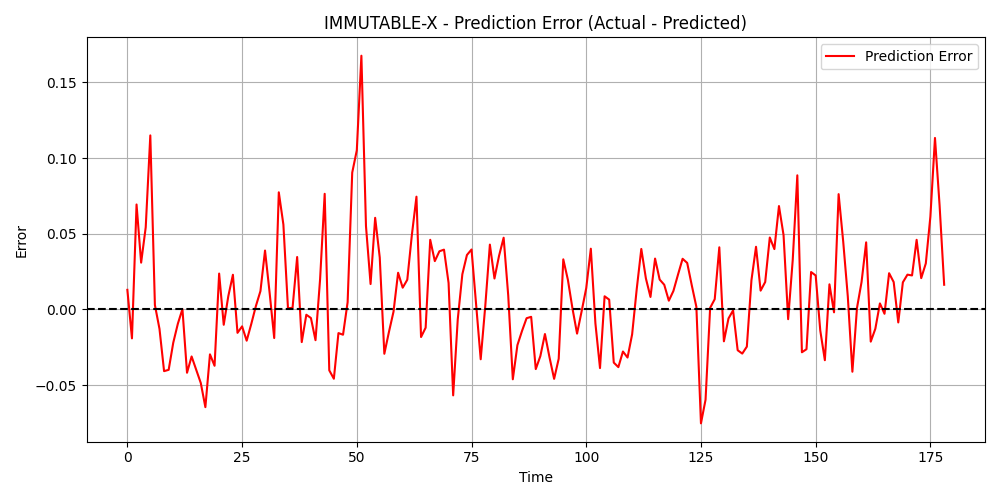 IMMUTABLE-X - Prediction Error (Actual - Predicted)
Prediction Error
0.15
0.10
0.05
0.00
−0.05
Error
0 25 50 75 100 125 150 175
Time